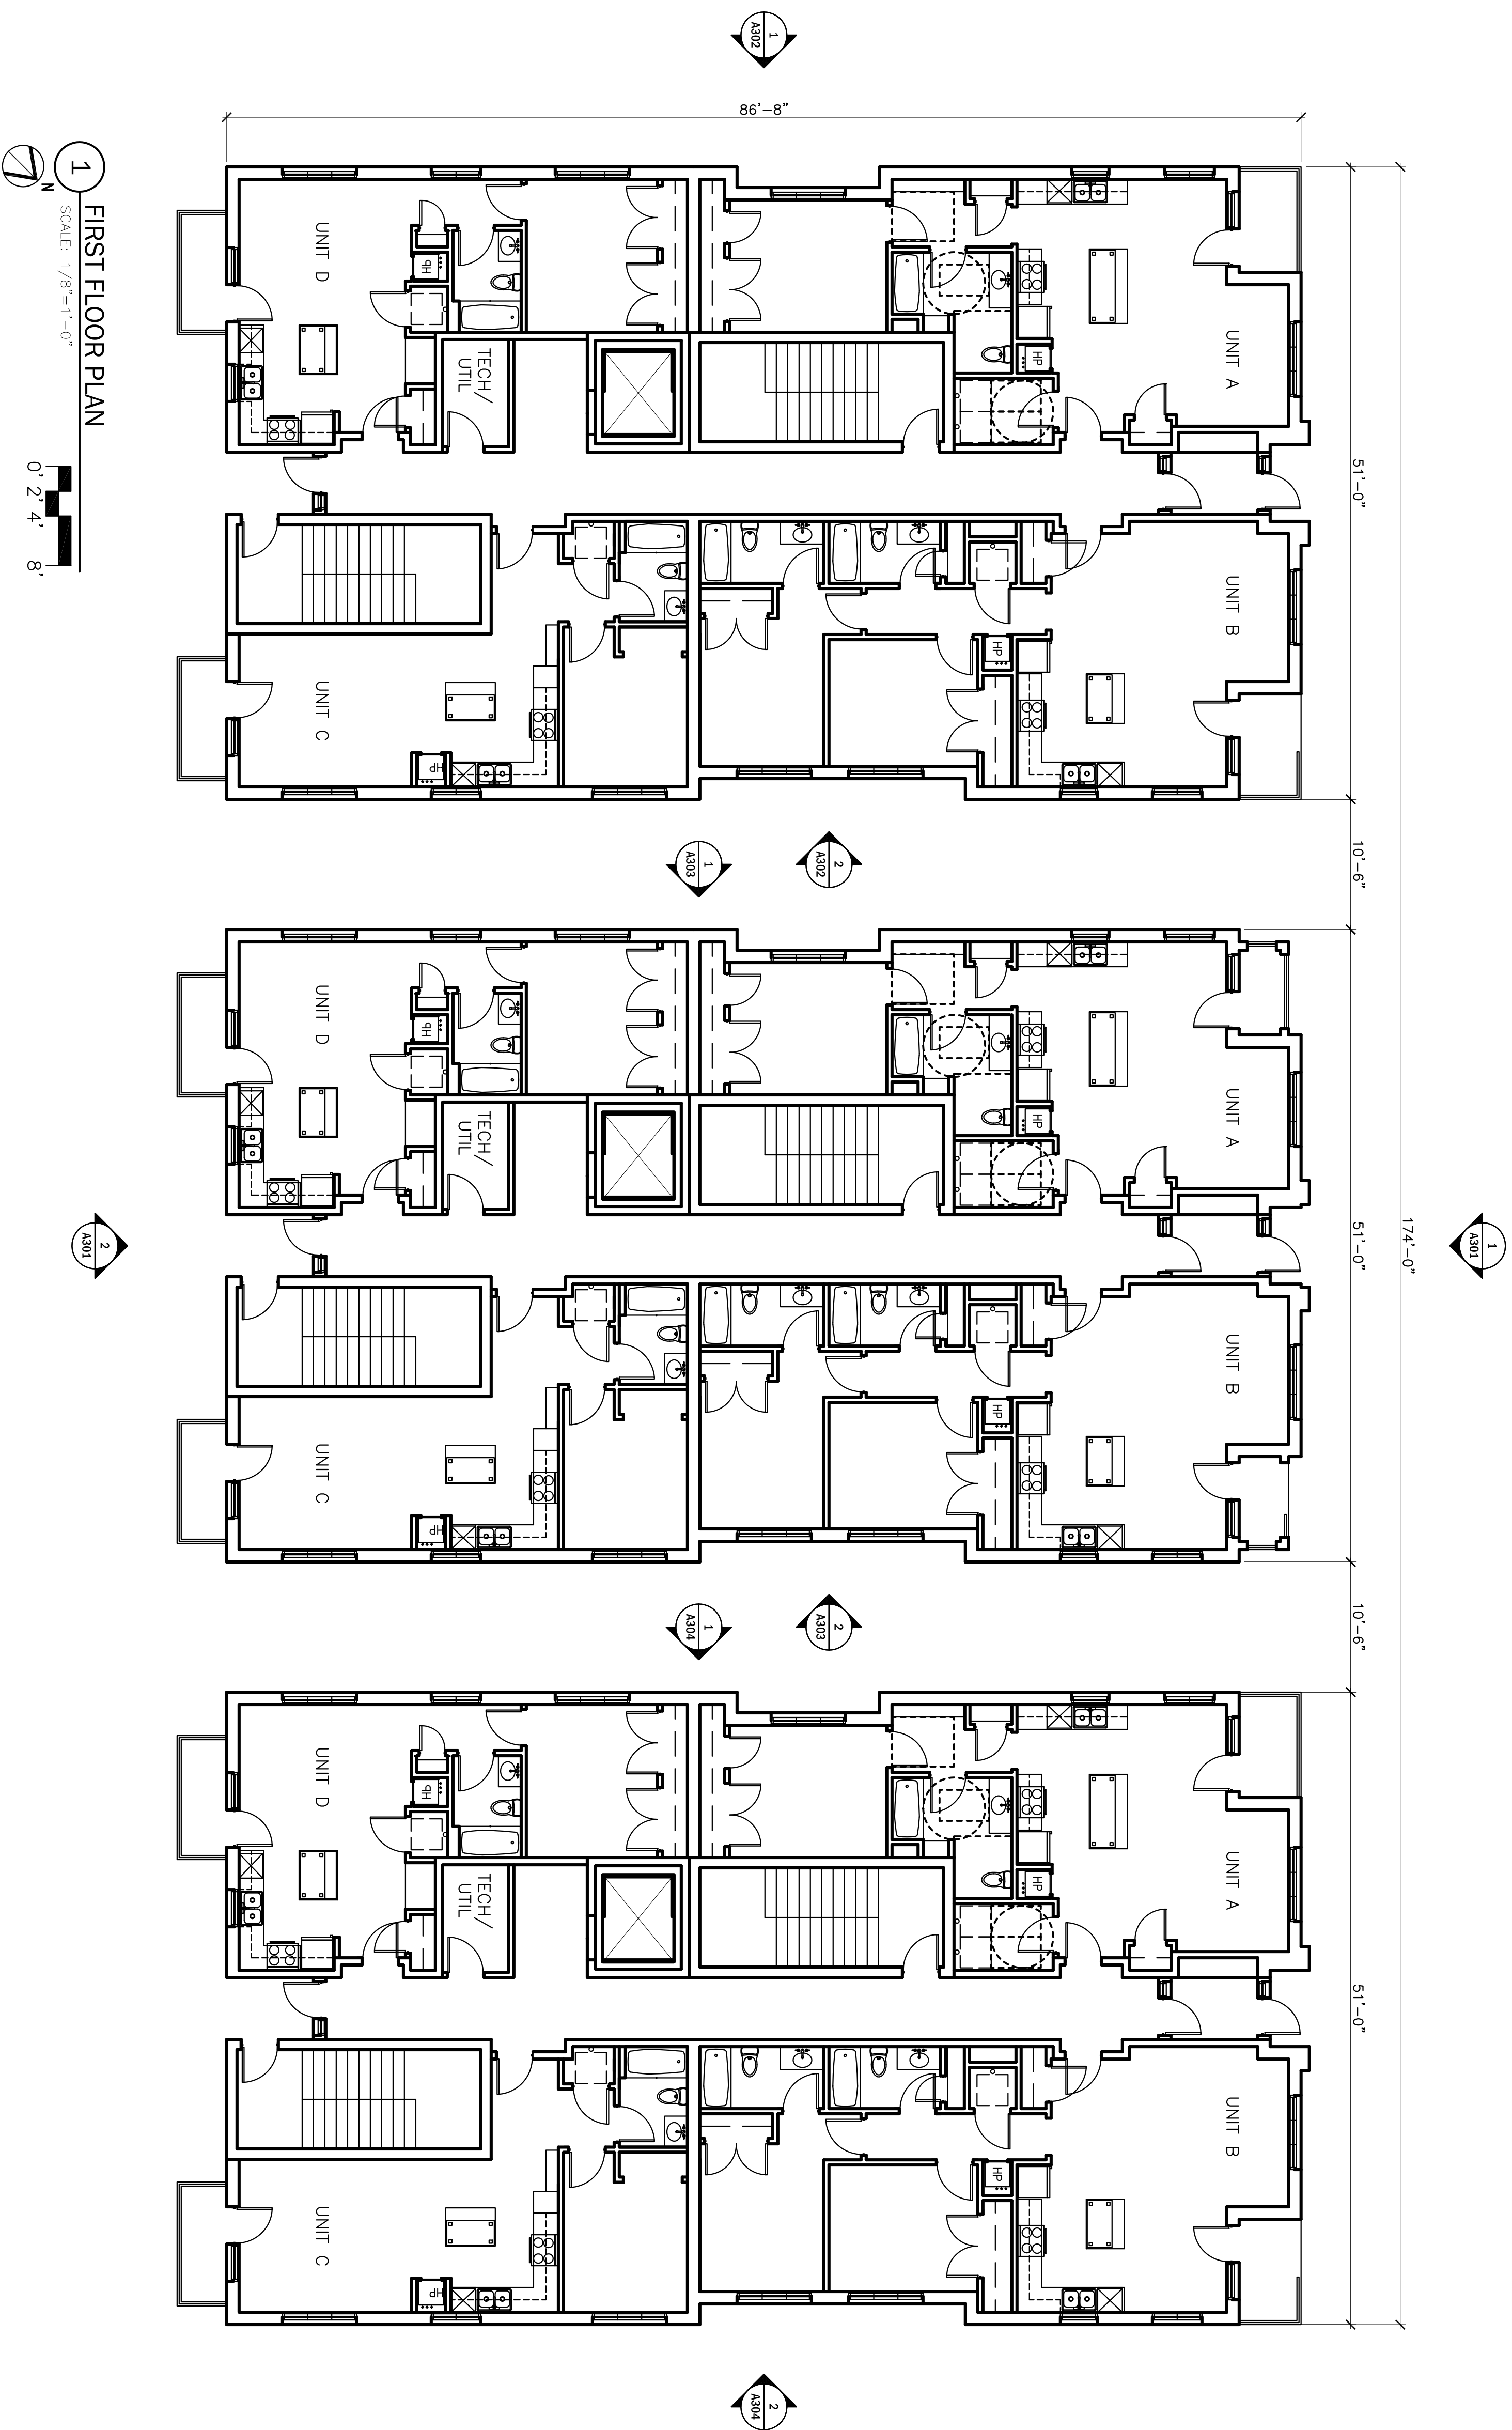 1
A301
174'-0"
51'-0" 10'-6" 51'-0" 10'-6" 51'-0"
UNIT A UNIT B UNIT A UNIT B UNIT A UNIT B
HP HP HP HP HP HP
2
A302
2
A303
1
A302
86'-8"
2
A304
1
A303
1
A304
TECH/
UTIL
TECH/
UTIL
TECH/
UTIL
HP HP HP HP HP HP
UNIT D UNIT C UNIT D UNIT C UNIT D UNIT C
2
A301
1 FIRST FLOOR PLAN
SCALE: 1/8"=1'-0"
N
0' 2' 4' 8'